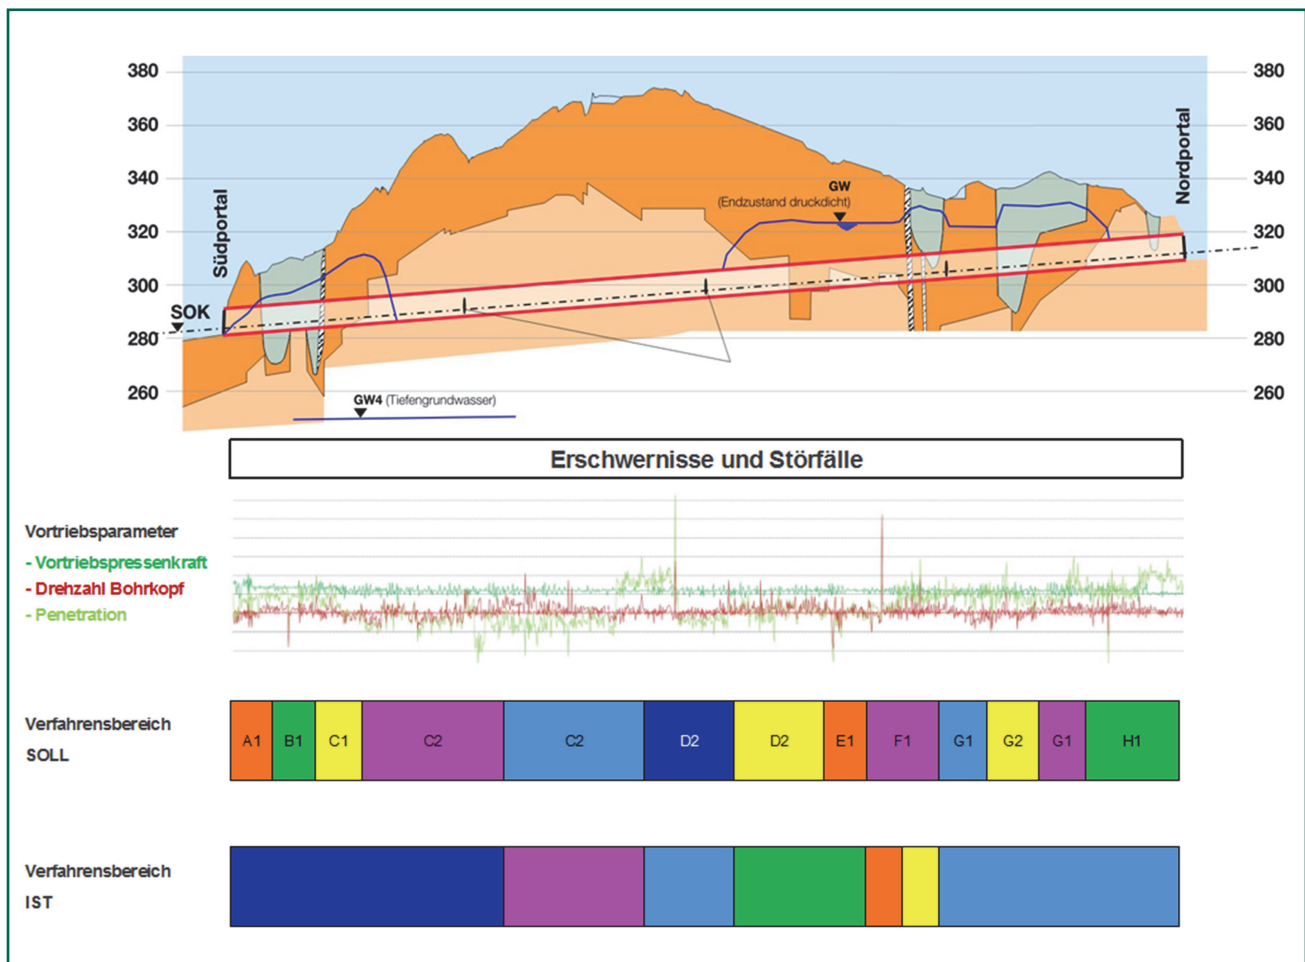 380
380
360
360
340
340
320
320
300
300
280
280
260
260
Südportal
Nordportal
SOK
GW
(Endzustand druckdicht)
GW4 (Tiefengrundwasser)
Erschwernisse und Störfälle
Vortriebsparameter
- Vortriebspressenkraft
- Drehzahl Bohrkopf
- Penetration
Verfahrensbereich
SOLL
A1 B1 C1 C2 C2 D2 D2 E1 F1 G1 G2 G1 H1
Verfahrensbereich
IST